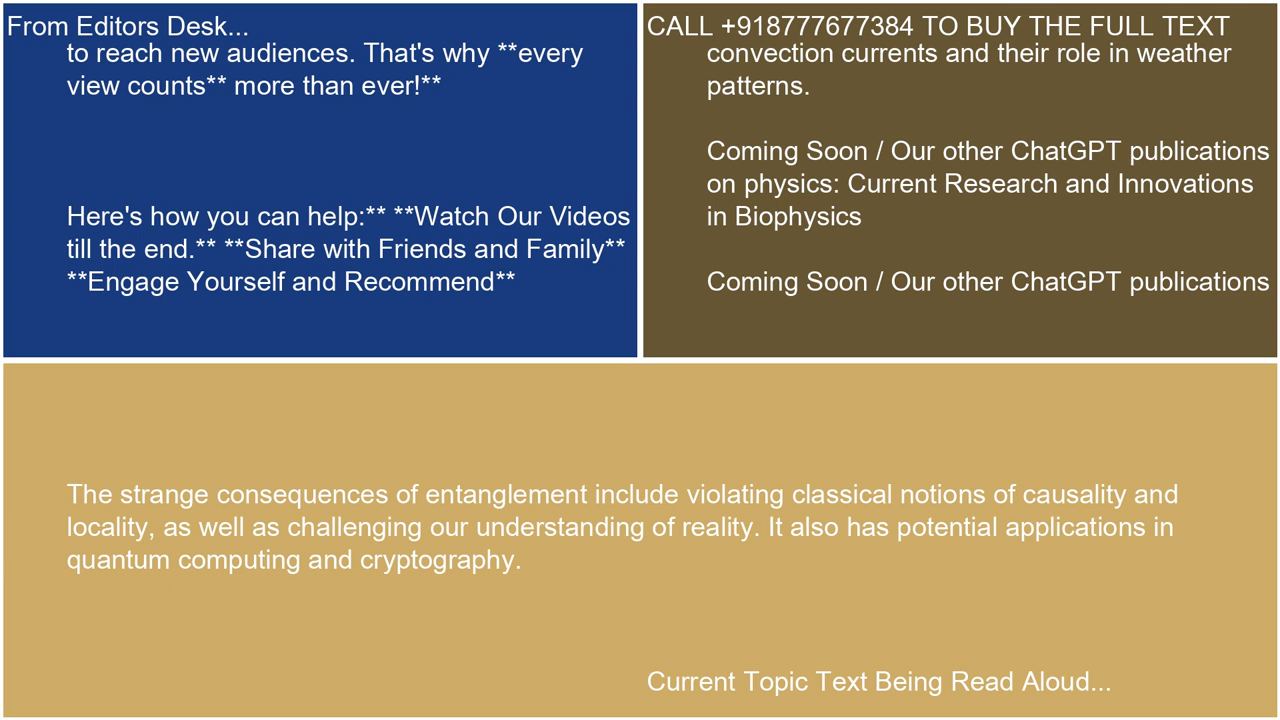 From Editors Desk...
to reach new audiences. That's why **every
view counts** more than ever!**
Here's how you can help:** **Watch Our Videos
till the end.** **Share with Friends and Family**
**Engage Yourself and Recommend**
CALL +918777677384 TO BUY THE FULL TEXT
convection currents and their role in weather
patterns.
Coming Soon / Our other ChatGPT publications
on physics: Current Research and Innovations
in Biophysics
Coming Soon / Our other ChatGPT publications
The strange consequences of entanglement include violating classical notions of causality and
locality, as well as challenging our understanding of reality. It also has potential applications in
quantum computing and cryptography.
Current Topic Text Being Read Aloud...